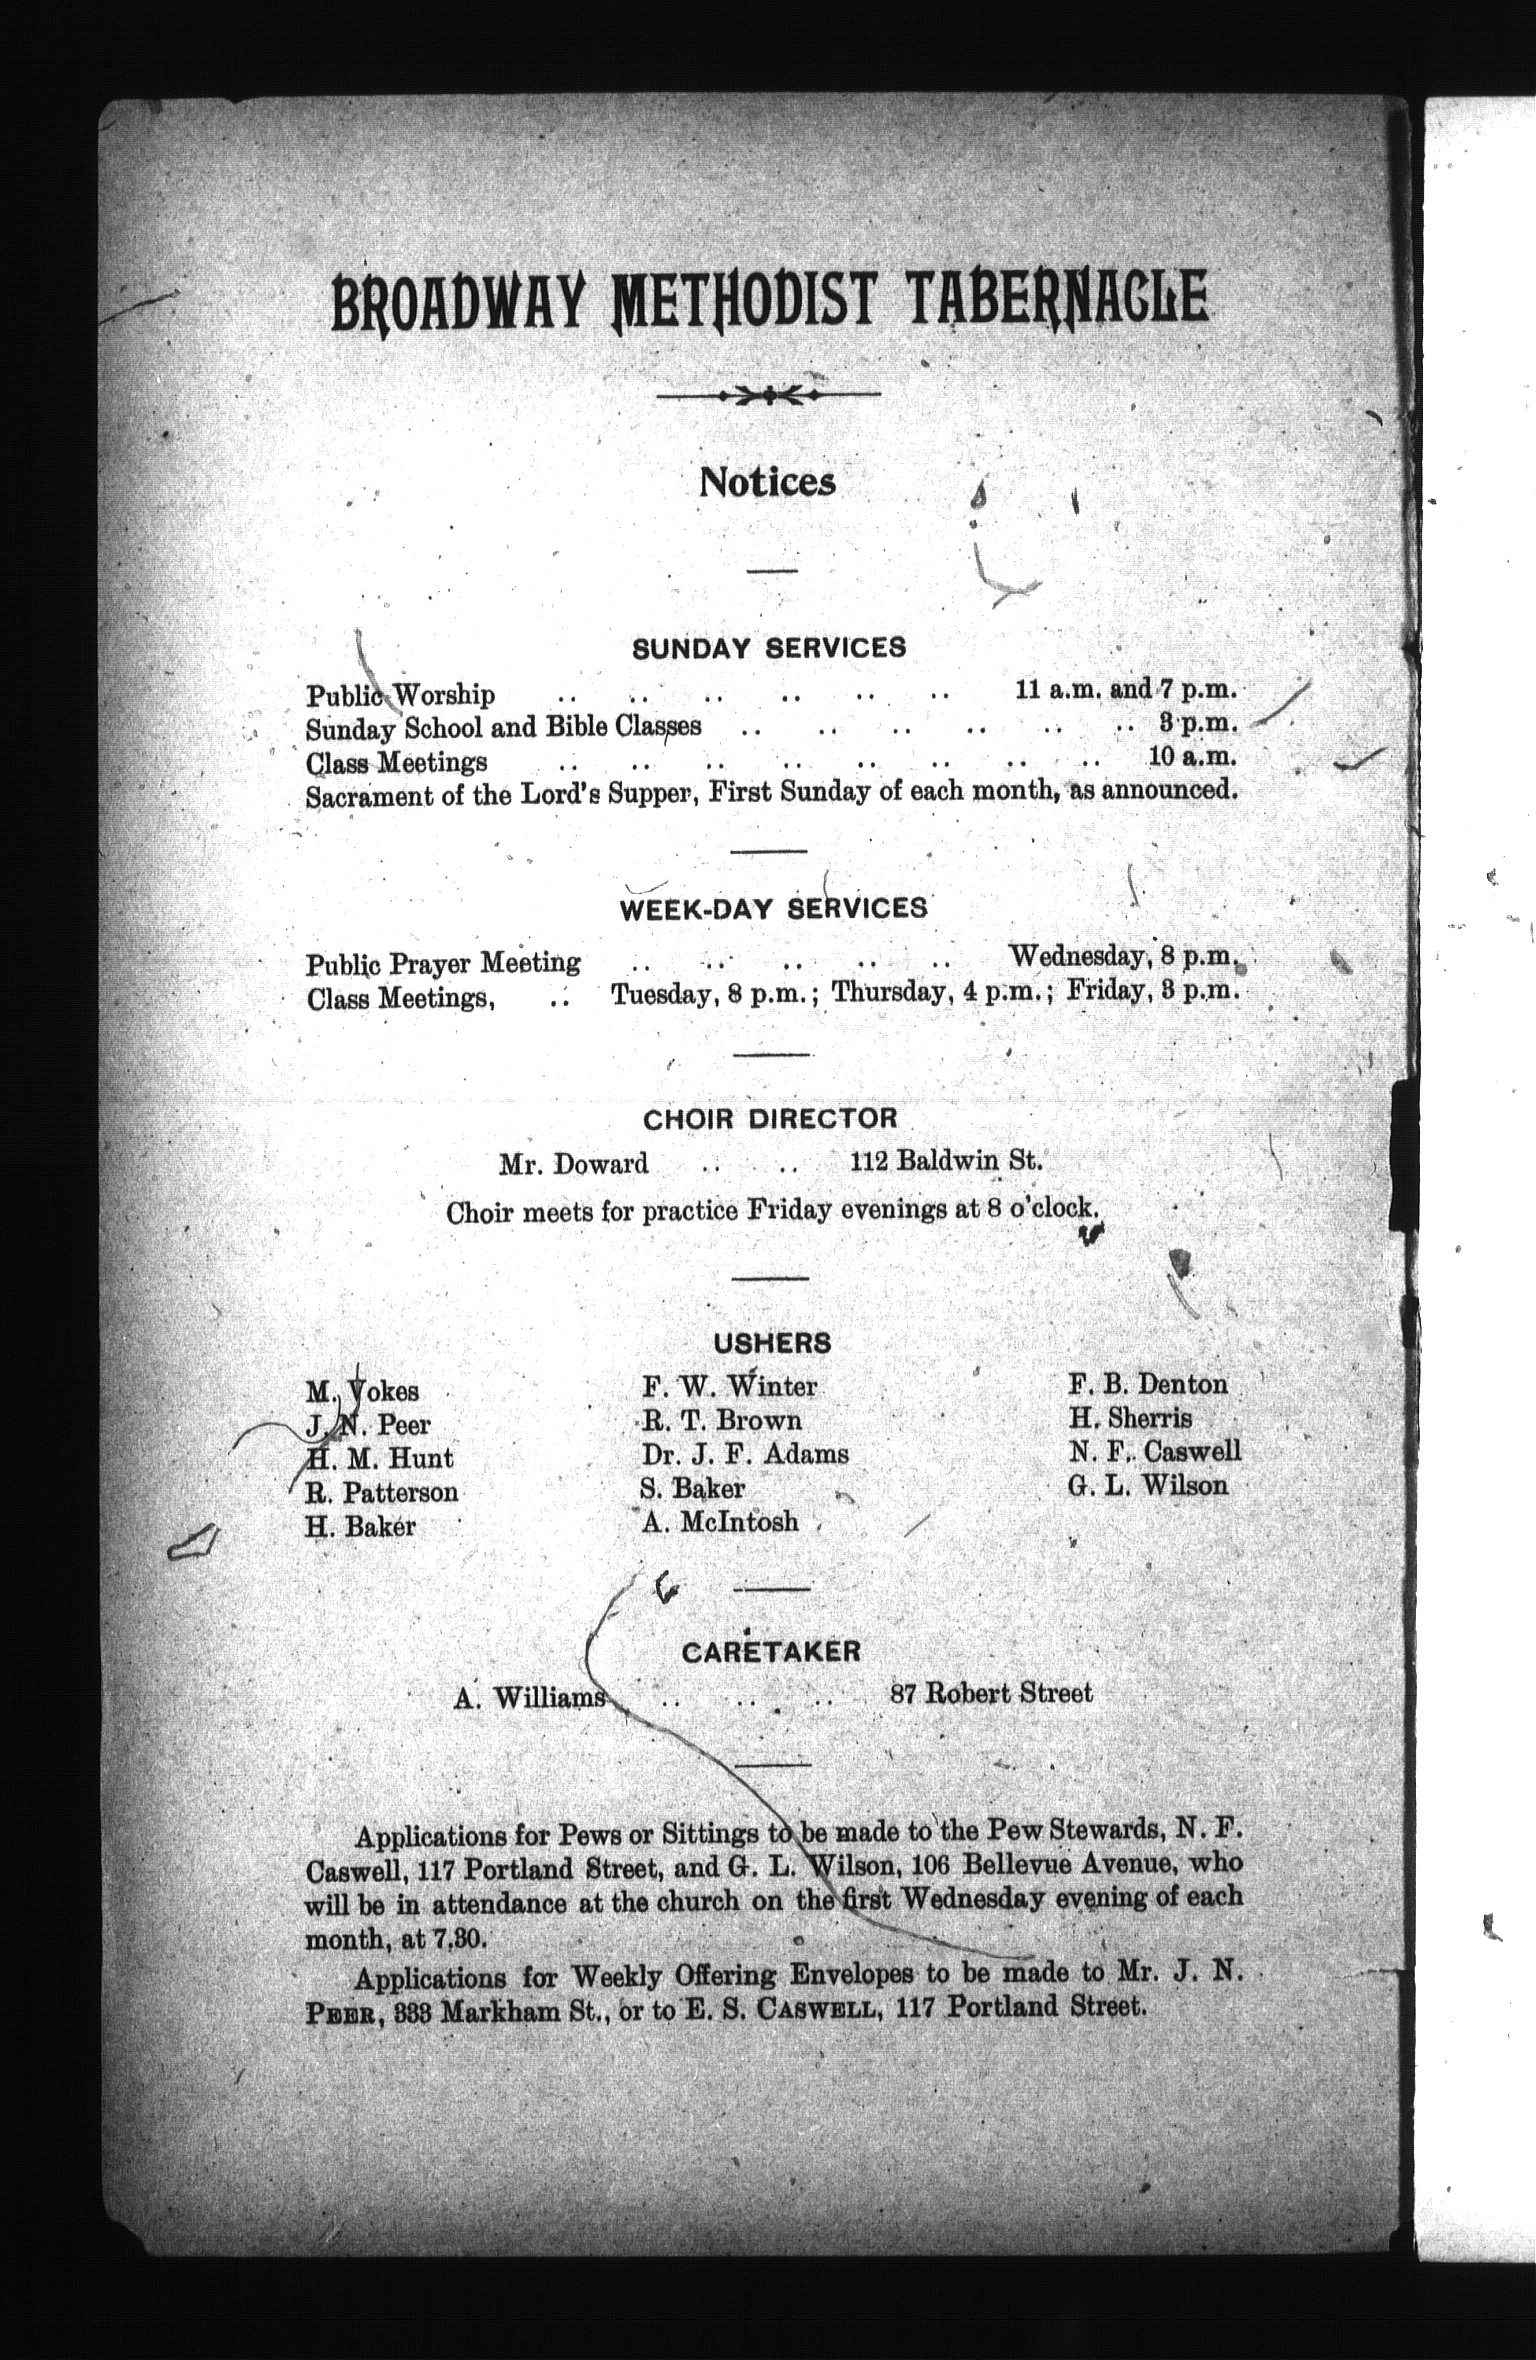 BROADWAY METHODIST TABERNACLE
Notices
SUNDAY SERVICES
Public Worship .. .. .. .. .. .. 11 a.m. and 7 p.m.
Sunday School and Bible Classes .. .. .. .. .. .. 3 p.m.
Class Meetings .. .. .. .. .. .. .. .. 10 a.m.
Sacrament of the Lord's Supper, First Sunday of each month, as announced.
WEEK-DAY SERVICES
Public Prayer Meeting .. .. .. .. .. Wednesday, 8 p.m.
Class Meetings, .. Tuesday, 8 p.m.; Thursday, 4 p.m.; Friday, 3 p.m.
CHOIR DIRECTOR
Mr. Doward .. .. 112 Baldwin St.
Choir meets for practice Friday evenings at 8 o'clock.
USHERS
M. Vokes F. W. Winter F. B. Denton
J. N. Peer R. T. Brown H. Sherris
H. M. Hunt Dr. J. F. Adams N. F. Caswell
R. Patterson S. Baker G. L. Wilson
H. Baker A. McIntosh
CARETAKER
A. Williams .. .. .. 87 Robert Street
Applications for Pews or Sittings to be made to the Pew Stewards, N. F.
Caswell, 117 Portland Street, and G. L. Wilson, 106 Bellevue Avenue, who
will be in attendance at the church on the first Wednesday evening of each
month, at 7.30.
Applications for Weekly Offering Envelopes to be made to Mr. J. N.
PEER, 333 Markham St., or to E. S. CASWELL, 117 Portland Street.